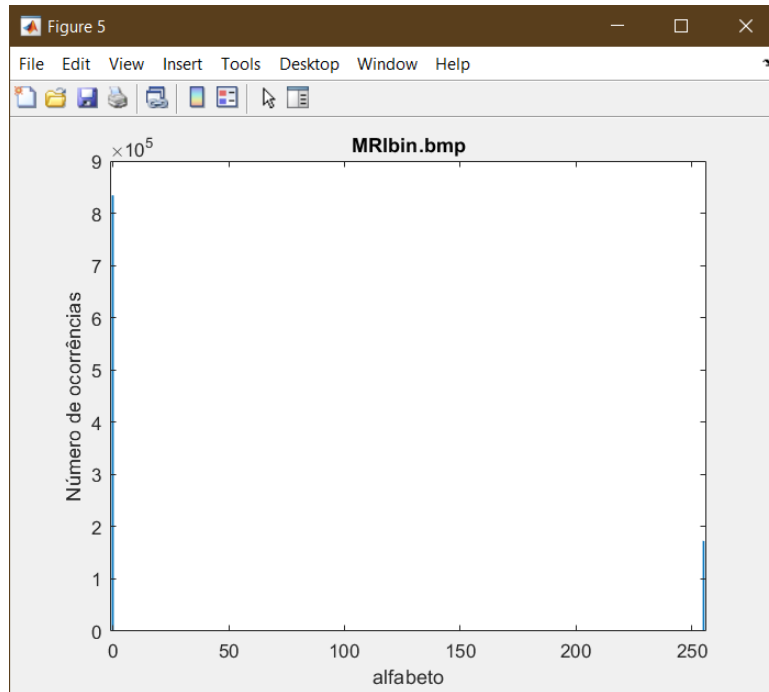 Figure 5
File Edit View Insert Tools Desktop Window Help
MRIbin.bmp
×10⁵
9
8
7
6
5
4
3
2
1
0
Número de ocorrências
0 50 100 150 200 250
alfabeto